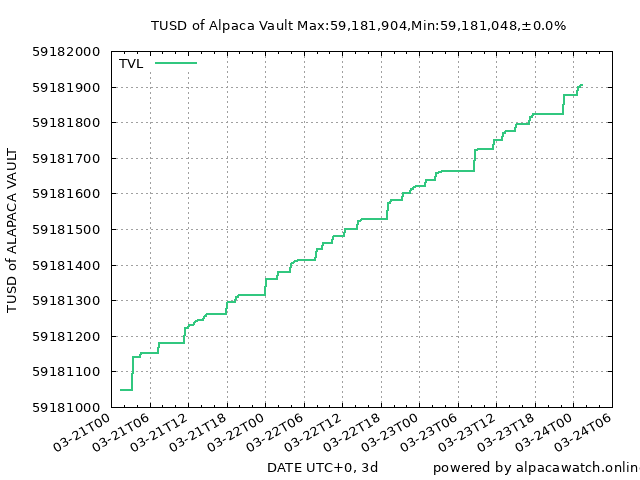 TUSD of Alpaca Vault Max:59,181,904,Min:59,181,048,±0.0%
TVL
TUSD of ALAPACA VAULT
59182000
59181900
59181800
59181700
59181600
59181500
59181400
59181300
59181200
59181100
59181000
03-21T00
03-21T06
03-21T12
03-21T18
03-22T00
03-22T06
03-22T12
03-22T18
03-23T00
03-23T06
03-23T12
03-23T18
03-24T00
03-24T06
DATE UTC+0, 3d
powered by alpacawatch.onlin